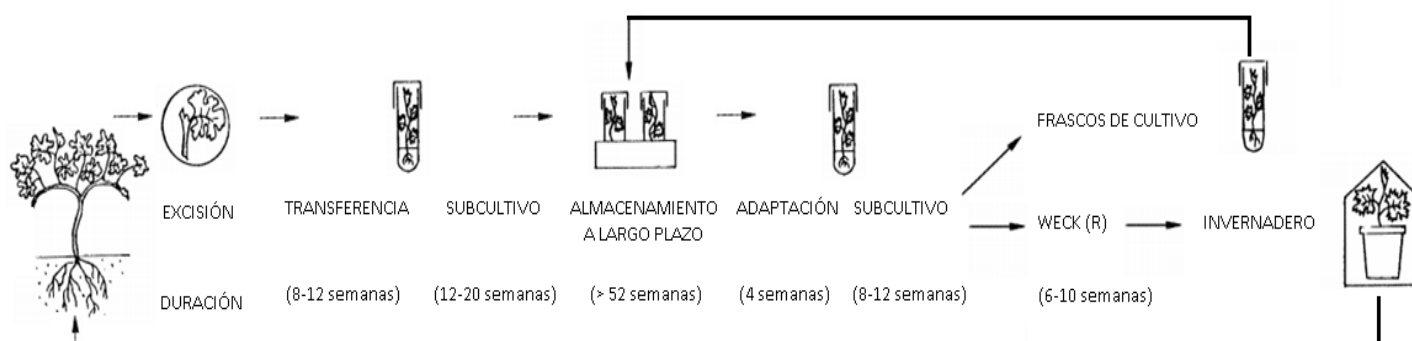 FRASCOS DE CULTIVO
EXCISIÓN
TRANSFERENCIA
SUBCULTIVO
ALMACENAMIENTO
A LARGO PLAZO
ADAPTACIÓN
SUBCULTIVO
WECK (R)
INVERNADERO
DURACIÓN
(8-12 semanas)
(12-20 semanas)
(> 52 semanas)
(4 semanas)
(8-12 semanas)
(6-10 semanas)